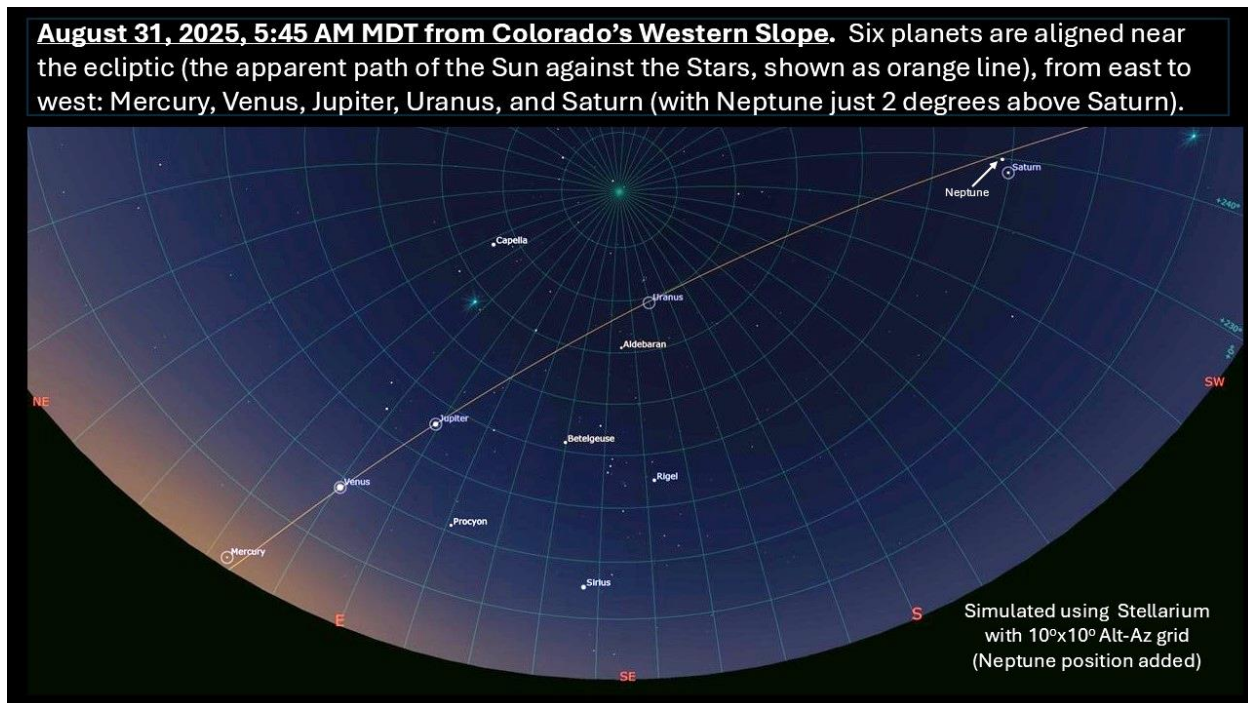 August 31, 2025, 5:45 AM MDT from Colorado’s Western Slope. Six planets are aligned near
the ecliptic (the apparent path of the Sun against the Stars, shown as orange line), from east to
west: Mercury, Venus, Jupiter, Uranus, and Saturn (with Neptune just 2 degrees above Saturn).
Saturn
Neptune
+240°
Capella
Uranus
+230°
Aldebaran
SW
NE
Jupiter
Betelgeuse
Rigel
Venus
Procyon
Mercury
Sirius
E
S
SE
Simulated using Stellarium
with 10ºx10º Alt-Az grid
(Neptune position added)